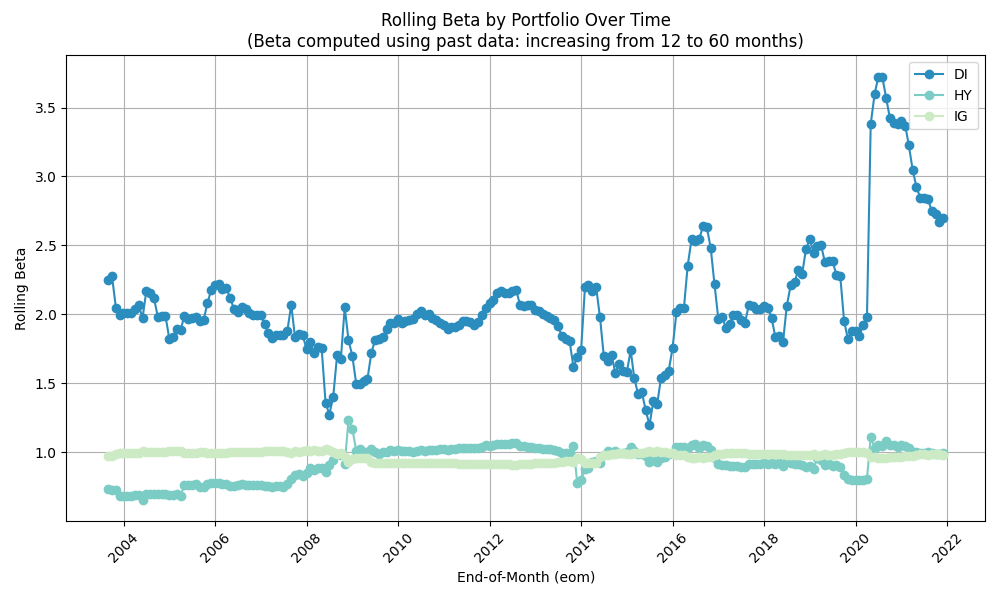 Rolling Beta by Portfolio Over Time
(Beta computed using past data: increasing from 12 to 60 months)
DI
HY
IG
Rolling Beta
3.5
3.0
2.5
2.0
1.5
1.0
2004
2006
2008
2010
2012
2014
2016
2018
2020
2022
End-of-Month (eom)